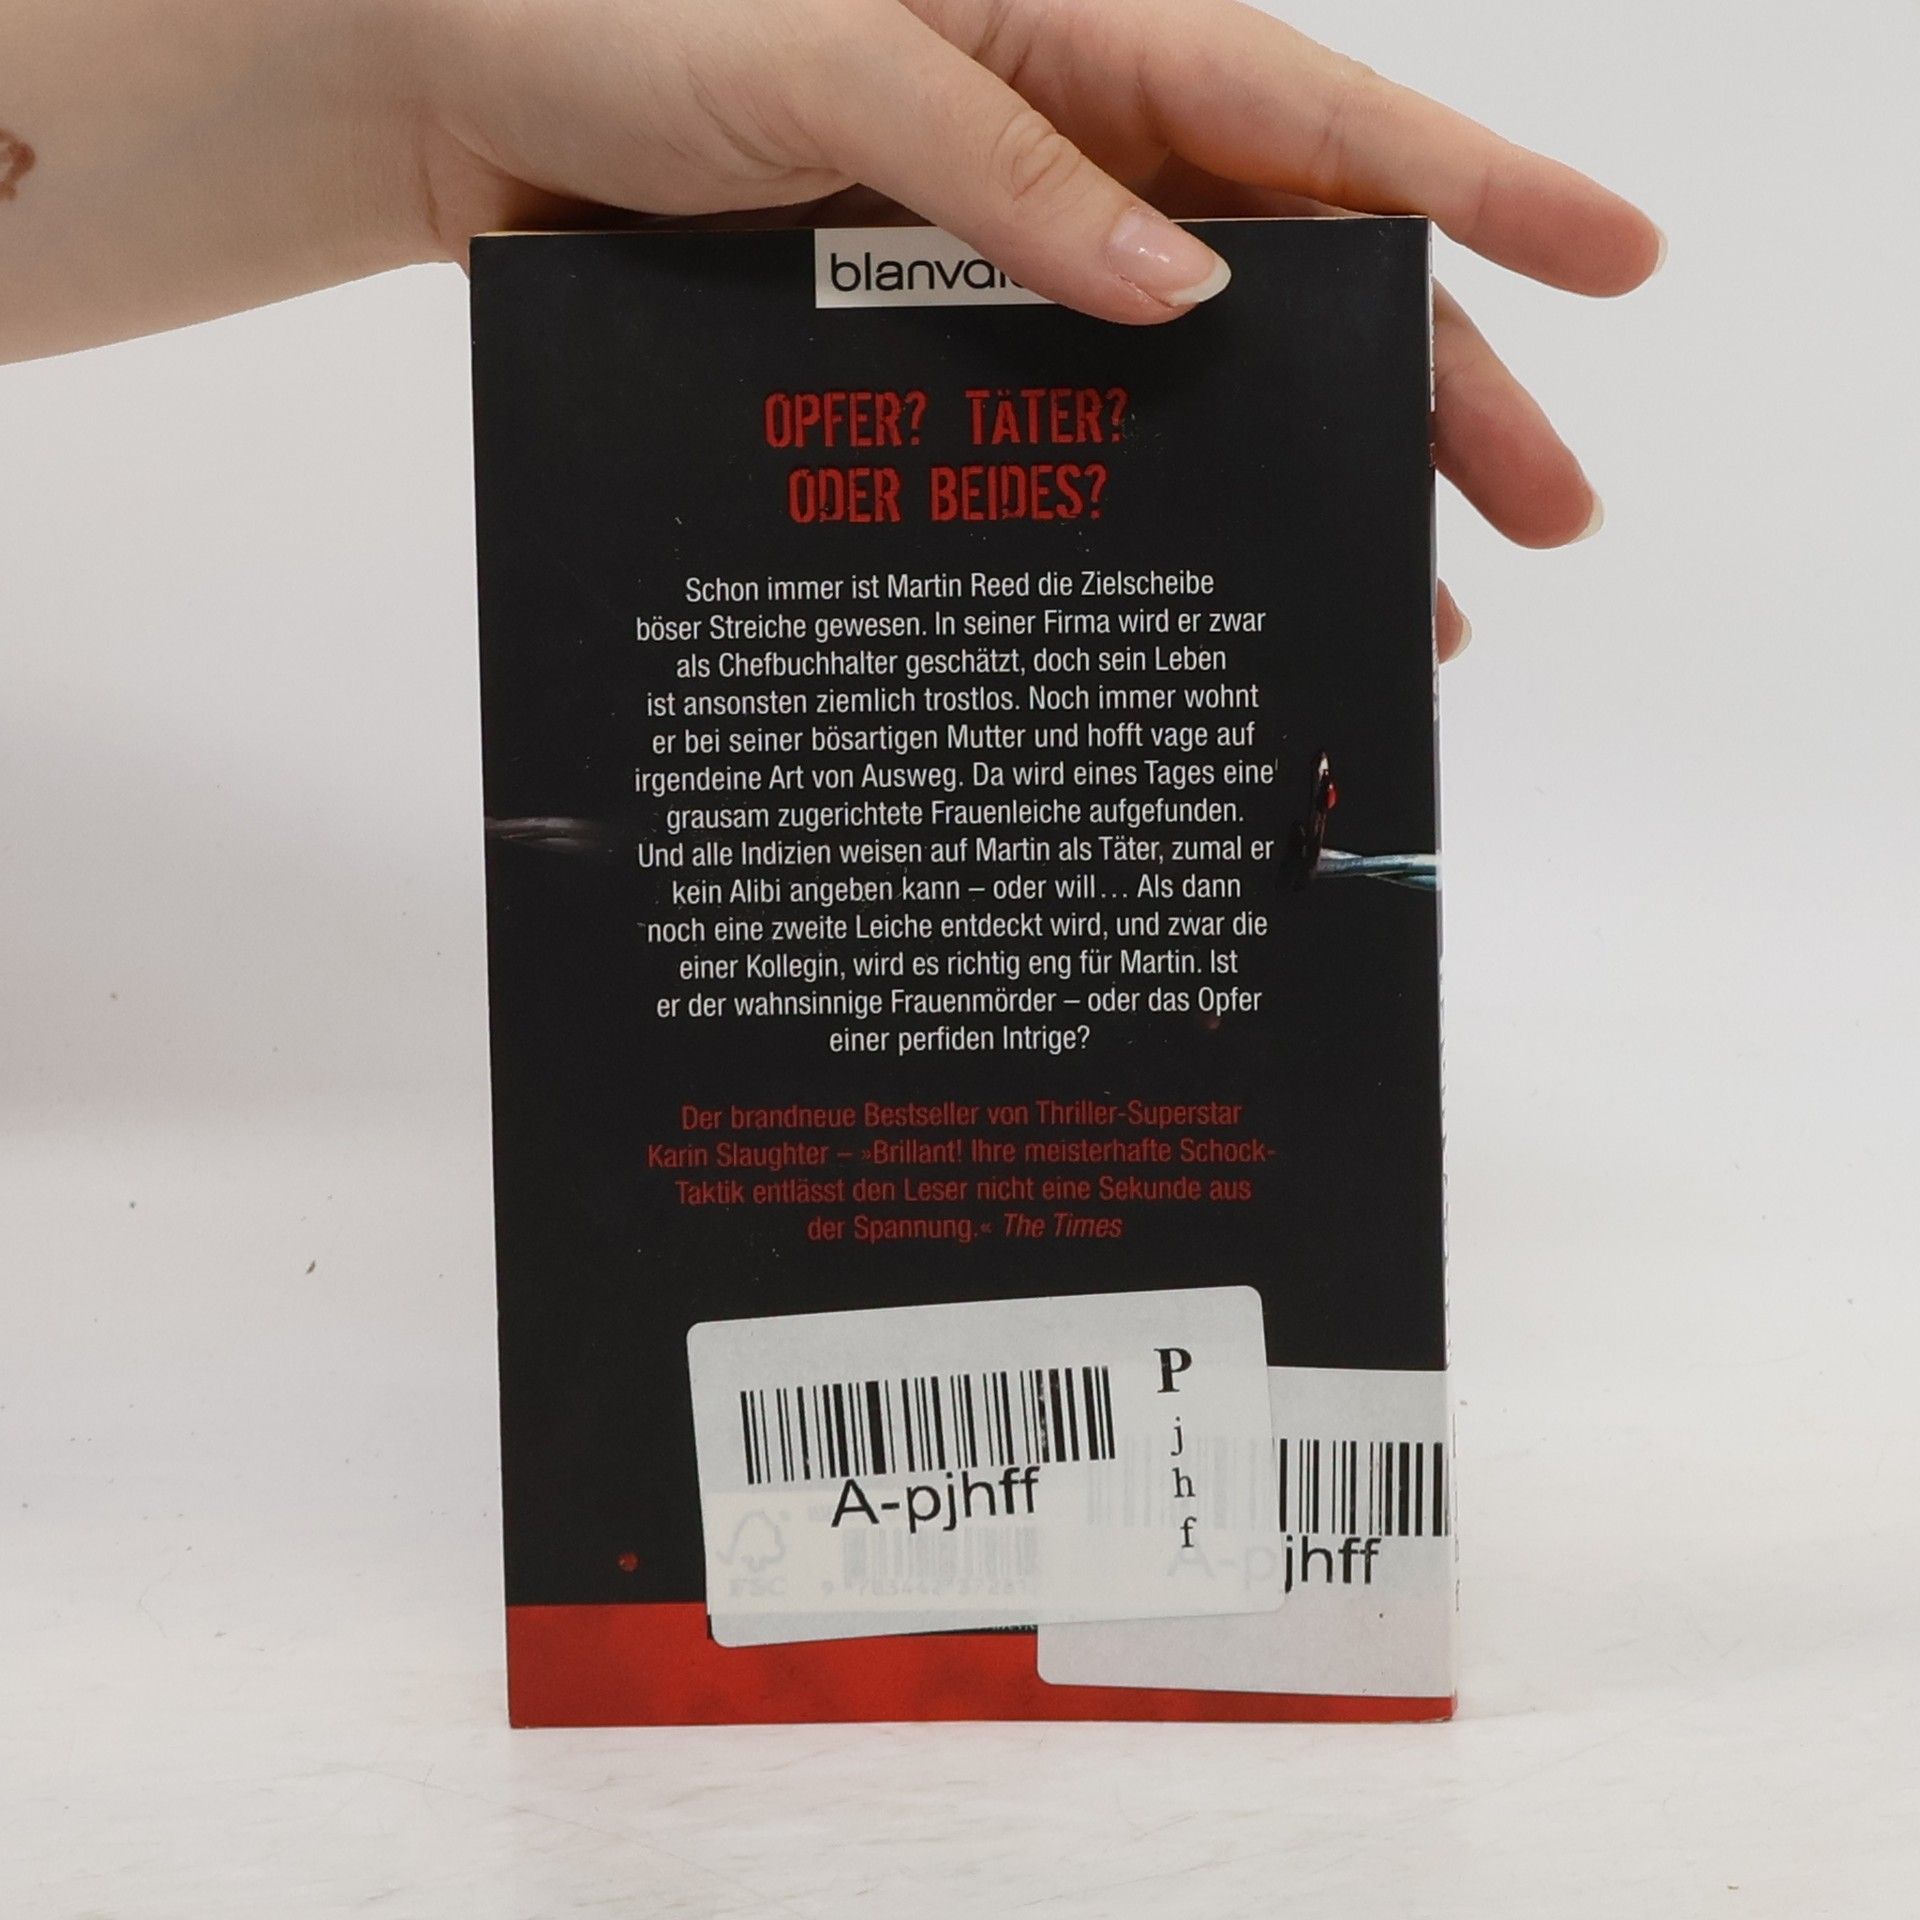 OPFER? TÄTER?
ODER BEIDES?
Schon immer ist Martin Reed die Zielscheibe
böser Streiche gewesen. In seiner Firma wird er zwar
als Chefbuchhalter geschätzt, doch sein Leben
ist ansonsten ziemlich trostlos. Noch immer wohnt
er bei seiner bösartigen Mutter und hofft vage auf
irgendeine Art von Ausweg. Da wird eines Tages eine
grausam zugerichtete Frauenleiche aufgefunden.
Und alle Indizien weisen auf Martin als Täter, zumal er
kein Alibi angeben kann – oder will… Als dann
noch eine zweite Leiche entdeckt wird, und zwar die
einer Kollegin, wird es richtig eng für Martin. Ist
er der wahnsinnige Frauenmörder – oder das Opfer
einer perfiden Intrige?
Der brandneue Bestseller von Thriller-Superstar
Karin Slaughter – »Brillant! Ihre meisterhafte Schock-
Taktik entlässt den Leser nicht eine Sekunde aus
der Spannung.« The Times
P
j
h
f
A-pjhff
A-pjhff
FSC